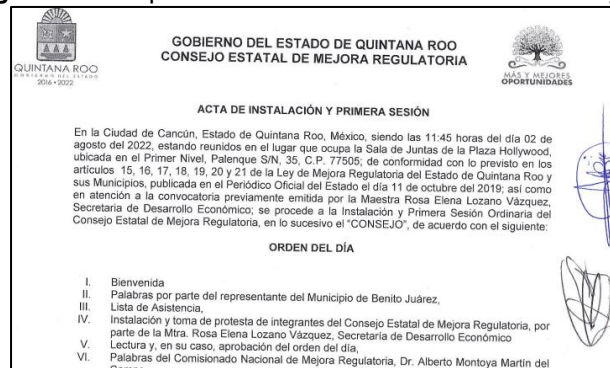 GOBIERNO DEL ESTADO DE QUINTANA ROO
CONSEJO ESTATAL DE MEJORA REGULATORIA
QUINTANA ROO
GOBIERNO DEL ESTADO
2016 • 2022
MÁS Y MEJORES
OPORTUNIDADES
ACTA DE INSTALACIÓN Y PRIMERA SESIÓN
En la Ciudad de Cancún, Estado de Quintana Roo, México, siendo las 11:45 horas del día 02 de
agosto del 2022, estando reunidos en el lugar que ocupa la Sala de Juntas de la Plaza Hollywood,
ubicada en el Primer Nivel, Palenque S/N, 35, C.P. 77505; de conformidad con lo previsto en los
artículos 15, 16, 17, 18, 19, 20 y 21 de la Ley de Mejora Regulatoria del Estado de Quintana Roo y
sus Municipios, publicada en el Periódico Oficial del Estado el día 11 de octubre del 2019; así como
en atención a la convocatoria previamente emitida por la Maestra Rosa Elena Lozano Vázquez,
Secretaria de Desarrollo Económico; se procede a la Instalación y Primera Sesión Ordinaria del
Consejo Estatal de Mejora Regulatoria, en lo sucesivo el "CONSEJO", de acuerdo con el siguiente:
ORDEN DEL DÍA
I. Bienvenida
II. Palabras por parte del representante del Municipio de Benito Juárez,
III. Lista de Asistencia,
IV. Instalación y toma de protesta de integrantes del Consejo Estatal de Mejora Regulatoria, por
parte de la Mtra. Rosa Elena Lozano Vázquez, Secretaria de Desarrollo Económico
V. Lectura y, en su caso, aprobación del orden del día,
VI. Palabras del Comisionado Nacional de Mejora Regulatoria, Dr. Alberto Montoya Martín del